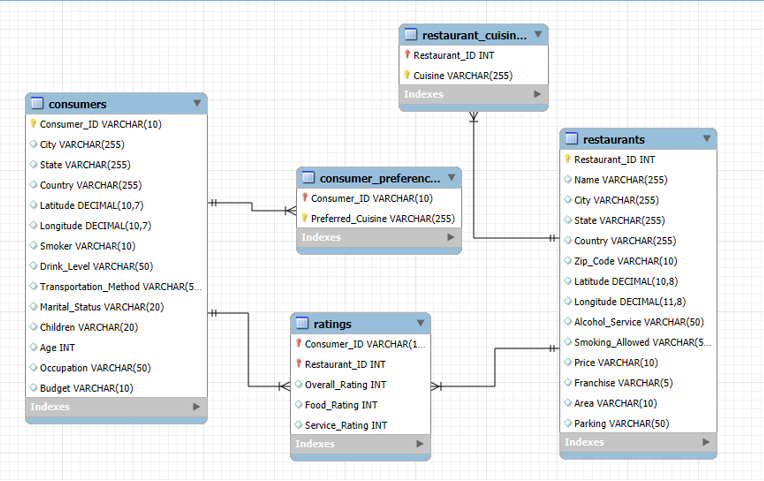 restaurant_cuisin...
Restaurant_ID INT
Cuisine VARCHAR(255)
Indexes
consumers
Consumer_ID VARCHAR(10)
City VARCHAR(255)
State VARCHAR(255)
Country VARCHAR(255)
Latitude DECIMAL(10,7)
Longitude DECIMAL(10,7)
Smoker VARCHAR(10)
Drink_Level VARCHAR(50)
Transportation_Method VARCHAR(5...
Marital_Status VARCHAR(20)
Children VARCHAR(20)
Age INT
Occupation VARCHAR(50)
Budget VARCHAR(10)
Indexes
consumer_preferenc...
Consumer_ID VARCHAR(10)
Preferred_Cuisine VARCHAR(255)
Indexes
ratings
Consumer_ID VARCHAR(1...
Restaurant_ID INT
Overall_Rating INT
Food_Rating INT
Service_Rating INT
Indexes
restaurants
Restaurant_ID INT
Name VARCHAR(255)
City VARCHAR(255)
State VARCHAR(255)
Country VARCHAR(255)
Zip_Code VARCHAR(10)
Latitude DECIMAL(10,8)
Longitude DECIMAL(11,8)
Alcohol_Service VARCHAR(50)
Smoking_Allowed VARCHAR(5...
Price VARCHAR(10)
Franchise VARCHAR(5)
Area VARCHAR(10)
Parking VARCHAR(50)
Indexes